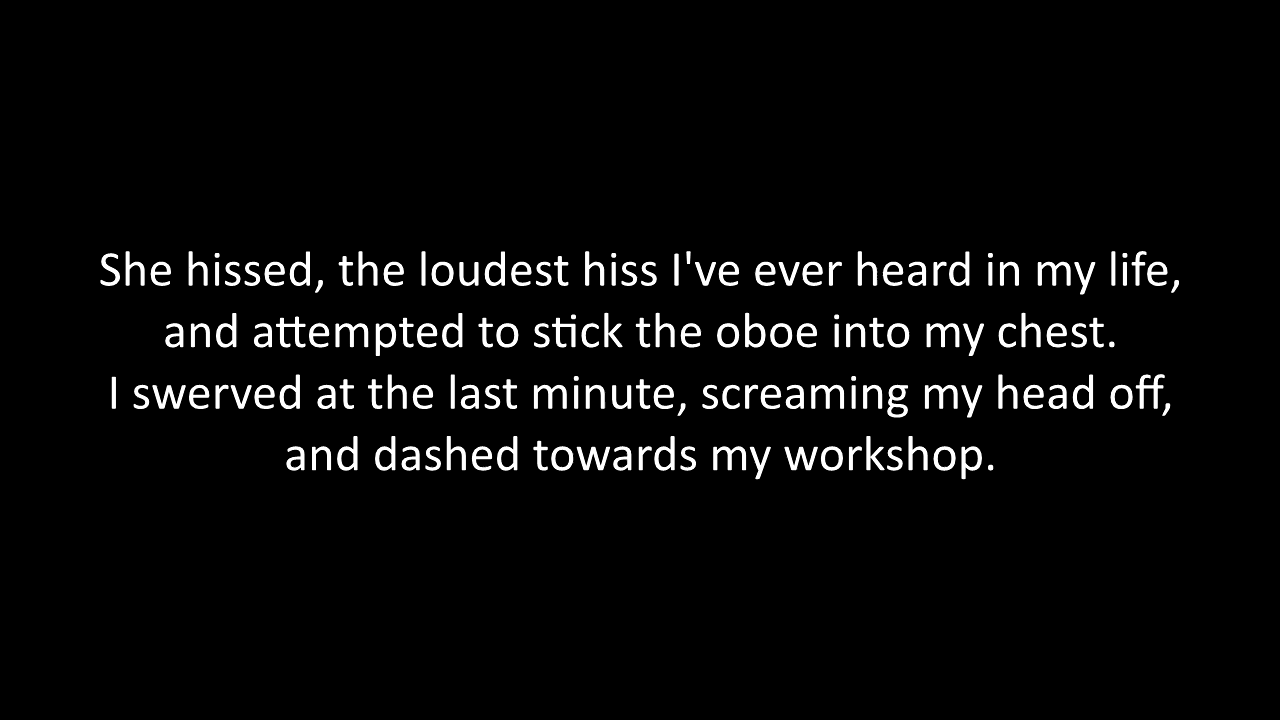 She hissed, the loudest hiss I've ever heard in my life,
and attempted to stick the oboe into my chest.
I swerved at the last minute, screaming my head off,
and dashed towards my workshop.